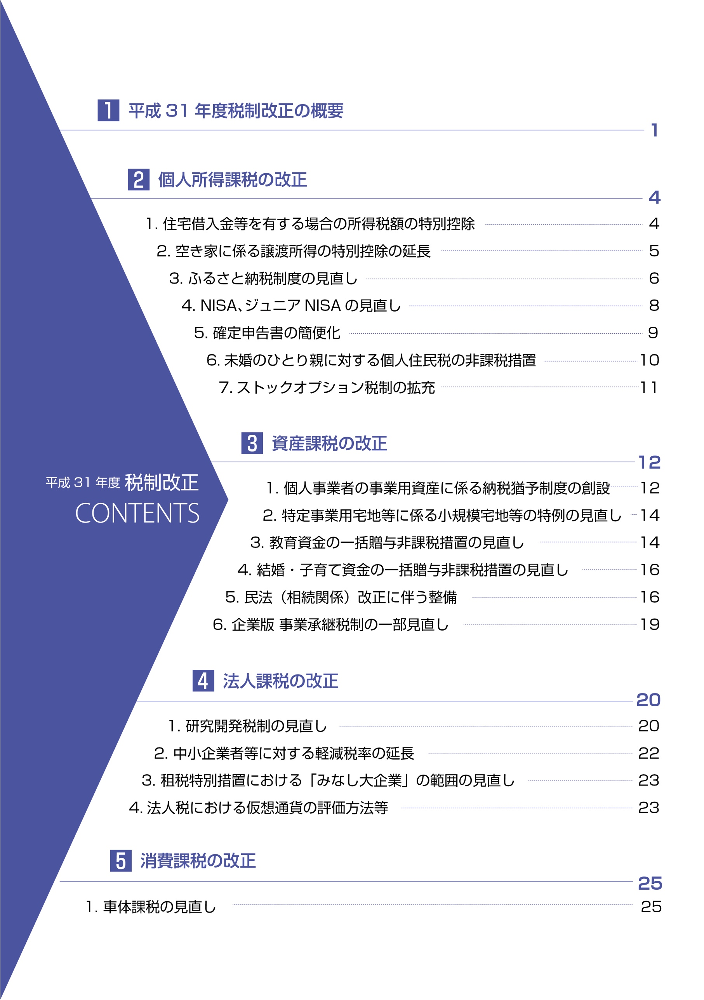 平成 31 年度 税制改正
CONTENTS
1 平成 31 年度税制改正の概要 1
2 個人所得課税の改正 4
1. 住宅借入金等を有する場合の所得税額の特別控除 4
2. 空き家に係る譲渡所得の特別控除の延長 5
3. ふるさと納税制度の見直し 6
4. NISA､ジュニア NISA の見直し 8
5. 確定申告書の簡便化 9
6. 未婚のひとり親に対する個人住民税の非課税措置 10
7. ストックオプション税制の拡充 11
3 資産課税の改正 12
1. 個人事業者の事業用資産に係る納税猶予制度の創設 12
2. 特定事業用宅地等に係る小規模宅地等の特例の見直し 14
3. 教育資金の一括贈与非課税措置の見直し 14
4. 結婚・子育て資金の一括贈与非課税措置の見直し 16
5. 民法（相続関係）改正に伴う整備 16
6. 企業版 事業承継税制の一部見直し 19
4 法人課税の改正 20
1. 研究開発税制の見直し 20
2. 中小企業者等に対する軽減税率の延長 22
3. 租税特別措置における「みなし大企業」の範囲の見直し 23
4. 法人税における仮想通貨の評価方法等 23
5 消費課税の改正 25
1. 車体課税の見直し 25